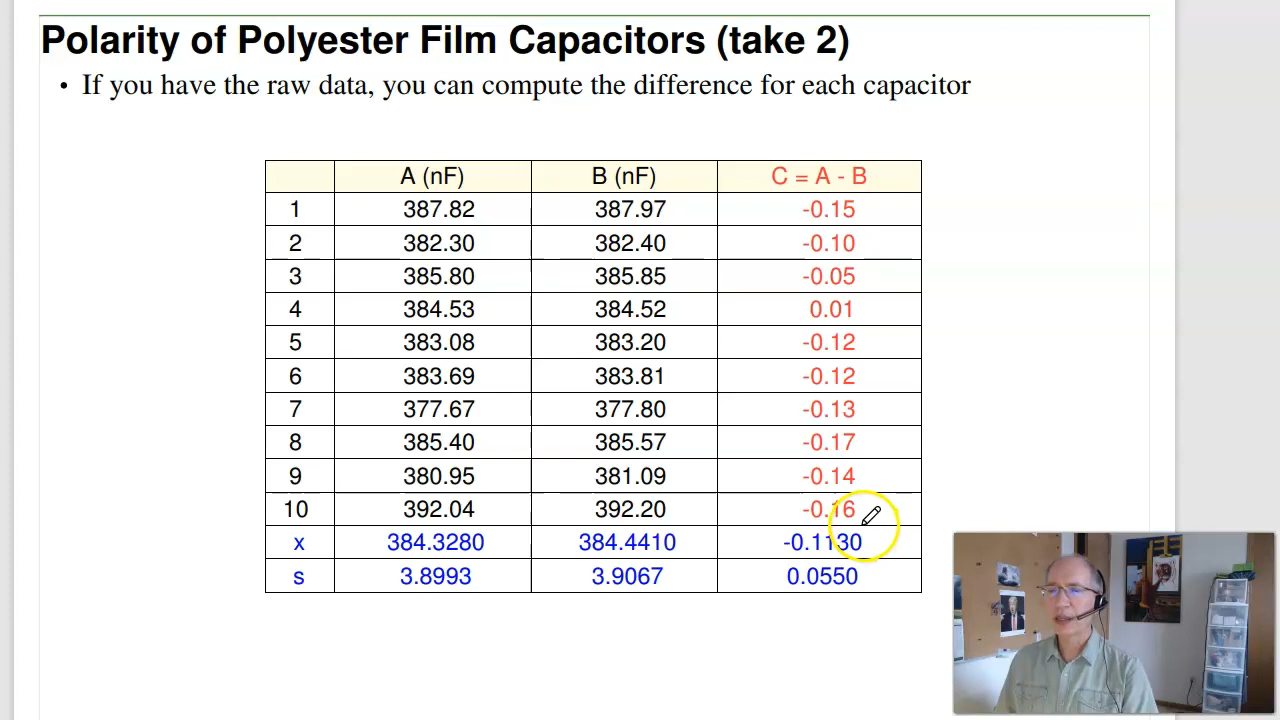 Polarity of Polyester Film Capacitors (take 2)
• If you have the raw data, you can compute the difference for each capacitor
A (nF) B (nF) C = A - B
1 387.82 387.97 -0.15
2 382.30 382.40 -0.10
3 385.80 385.85 -0.05
4 384.53 384.52 0.01
5 383.08 383.20 -0.12
6 383.69 383.81 -0.12
7 377.67 377.80 -0.13
8 385.40 385.57 -0.17
9 380.95 381.09 -0.14
10 392.04 392.20 -0.16
x 384.3280 384.4410 -0.1130
s 3.8993 3.9067 0.0550